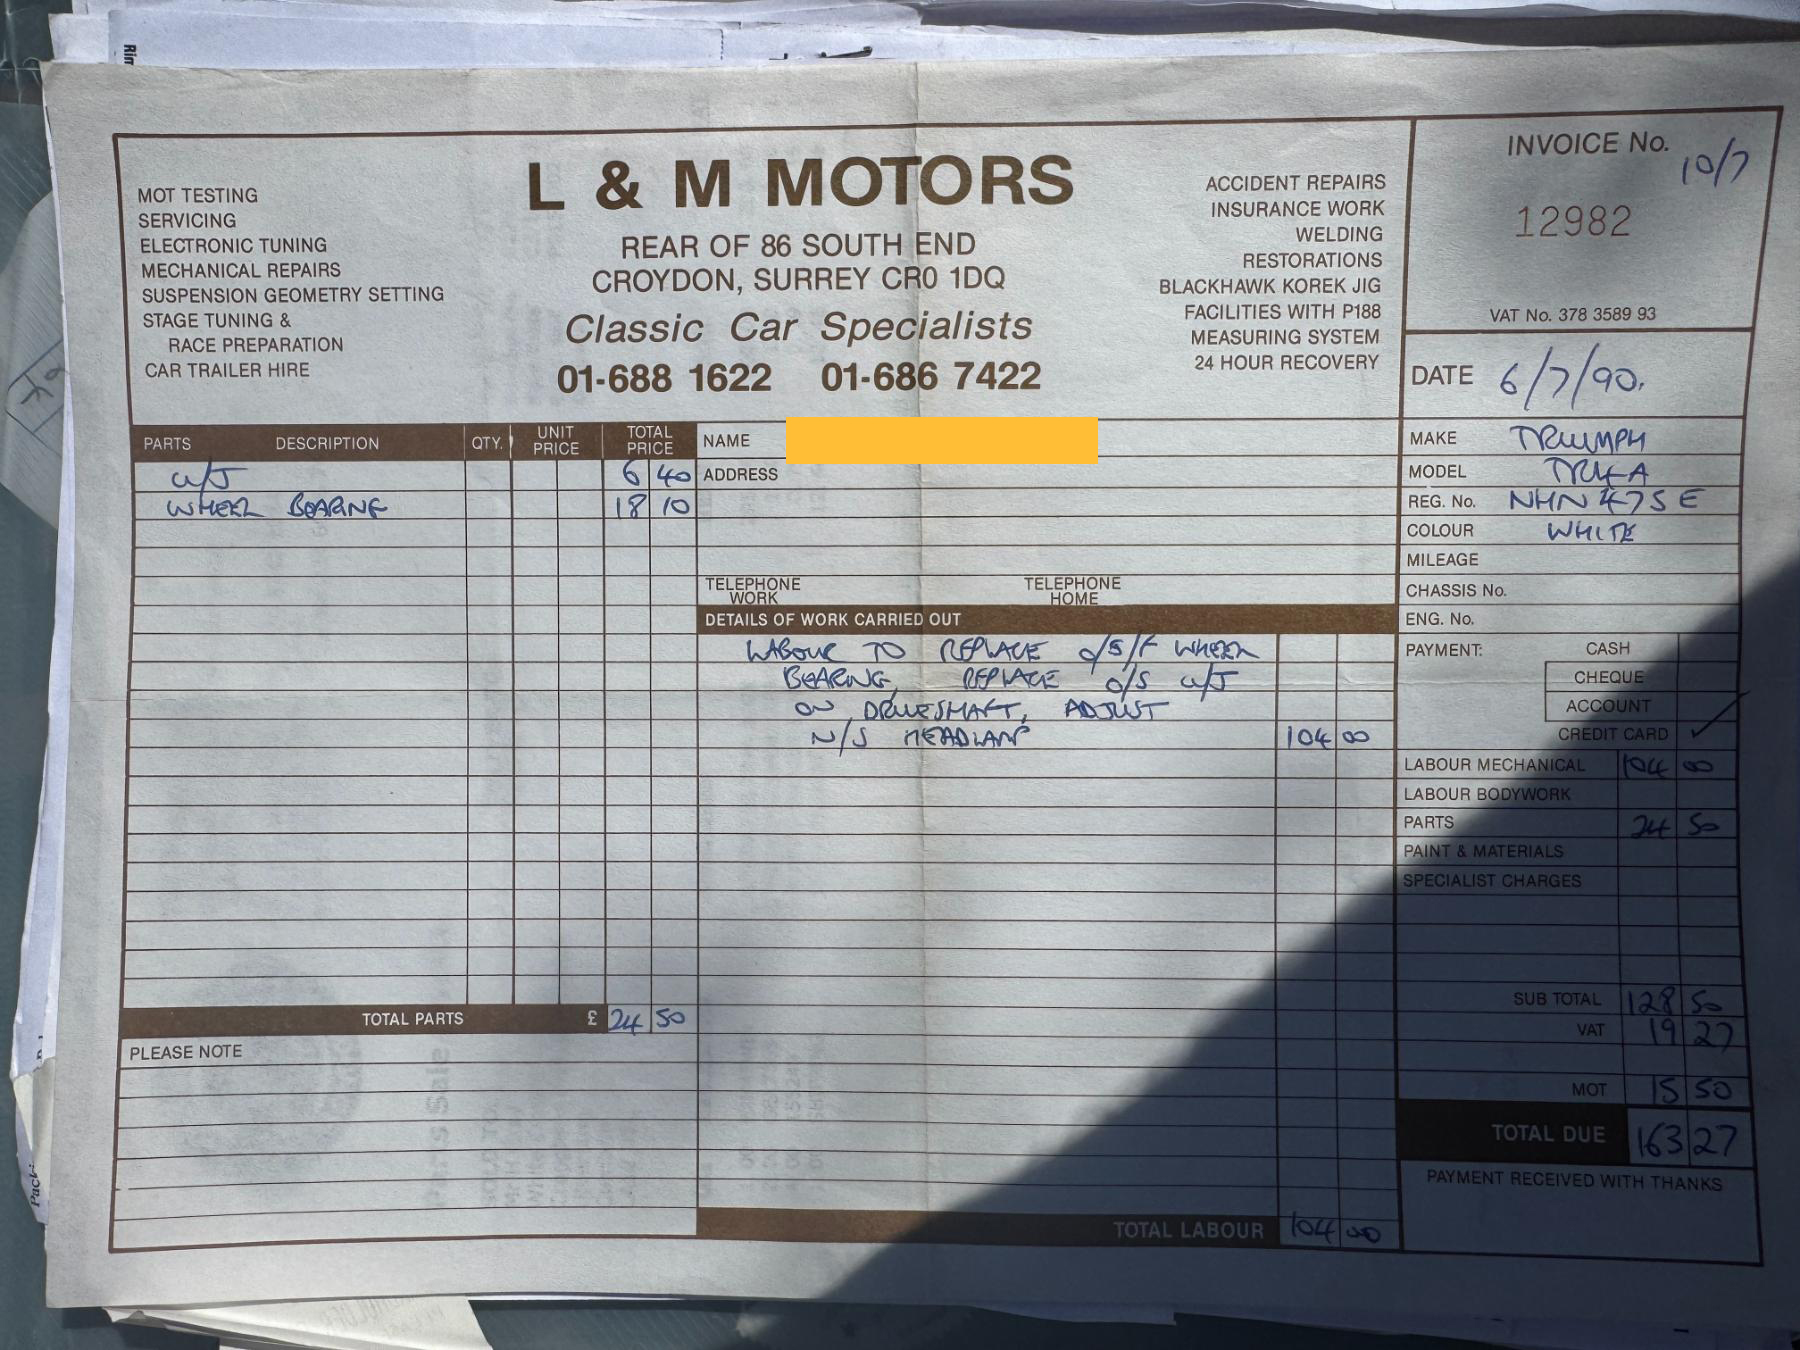 Rim
L & M MOTORS
REAR OF 86 SOUTH END
CROYDON, SURREY CR0 1DQ
Classic Car Specialists
01-688 1622 01-686 7422
MOT TESTING
SERVICING
ELECTRONIC TUNING
MECHANICAL REPAIRS
SUSPENSION GEOMETRY SETTING
STAGE TUNING &
RACE PREPARATION
CAR TRAILER HIRE
ACCIDENT REPAIRS
INSURANCE WORK
WELDING
RESTORATIONS
BLACKHAWK KOREK JIG
FACILITIES WITH P188
MEASURING SYSTEM
24 HOUR RECOVERY
INVOICE No.
10/7
12982
VAT No. 378 3589 93
DATE 6/7/90.
MAKE TRIUMPH
MODEL TR4A
REG. No. NHN 475 E
COLOUR WHITE
MILEAGE
CHASSIS No.
ENG. No.
PARTS DESCRIPTION QTY. UNIT PRICE TOTAL PRICE
U/J 6 40
WHEEL BEARING 18 10
TOTAL PARTS £ 24 50
PLEASE NOTE
NAME
ADDRESS
TELEPHONE WORK TELEPHONE HOME
DETAILS OF WORK CARRIED OUT
LABOUR TO REPLACE O/S/F WHEEL
BEARING, REPLACE O/S U/J
ON DRIVESHAFT, ADJUST
N/S HEADLAMP 104 00
TOTAL LABOUR 104 00
PAYMENT: CASH
CHEQUE
ACCOUNT
CREDIT CARD ✓
LABOUR MECHANICAL 104 00
LABOUR BODYWORK
PARTS 24 50
PAINT & MATERIALS
SPECIALIST CHARGES
SUB TOTAL 128 50
VAT 19 27
MOT 15 50
TOTAL DUE 163 27
PAYMENT RECEIVED WITH THANKS